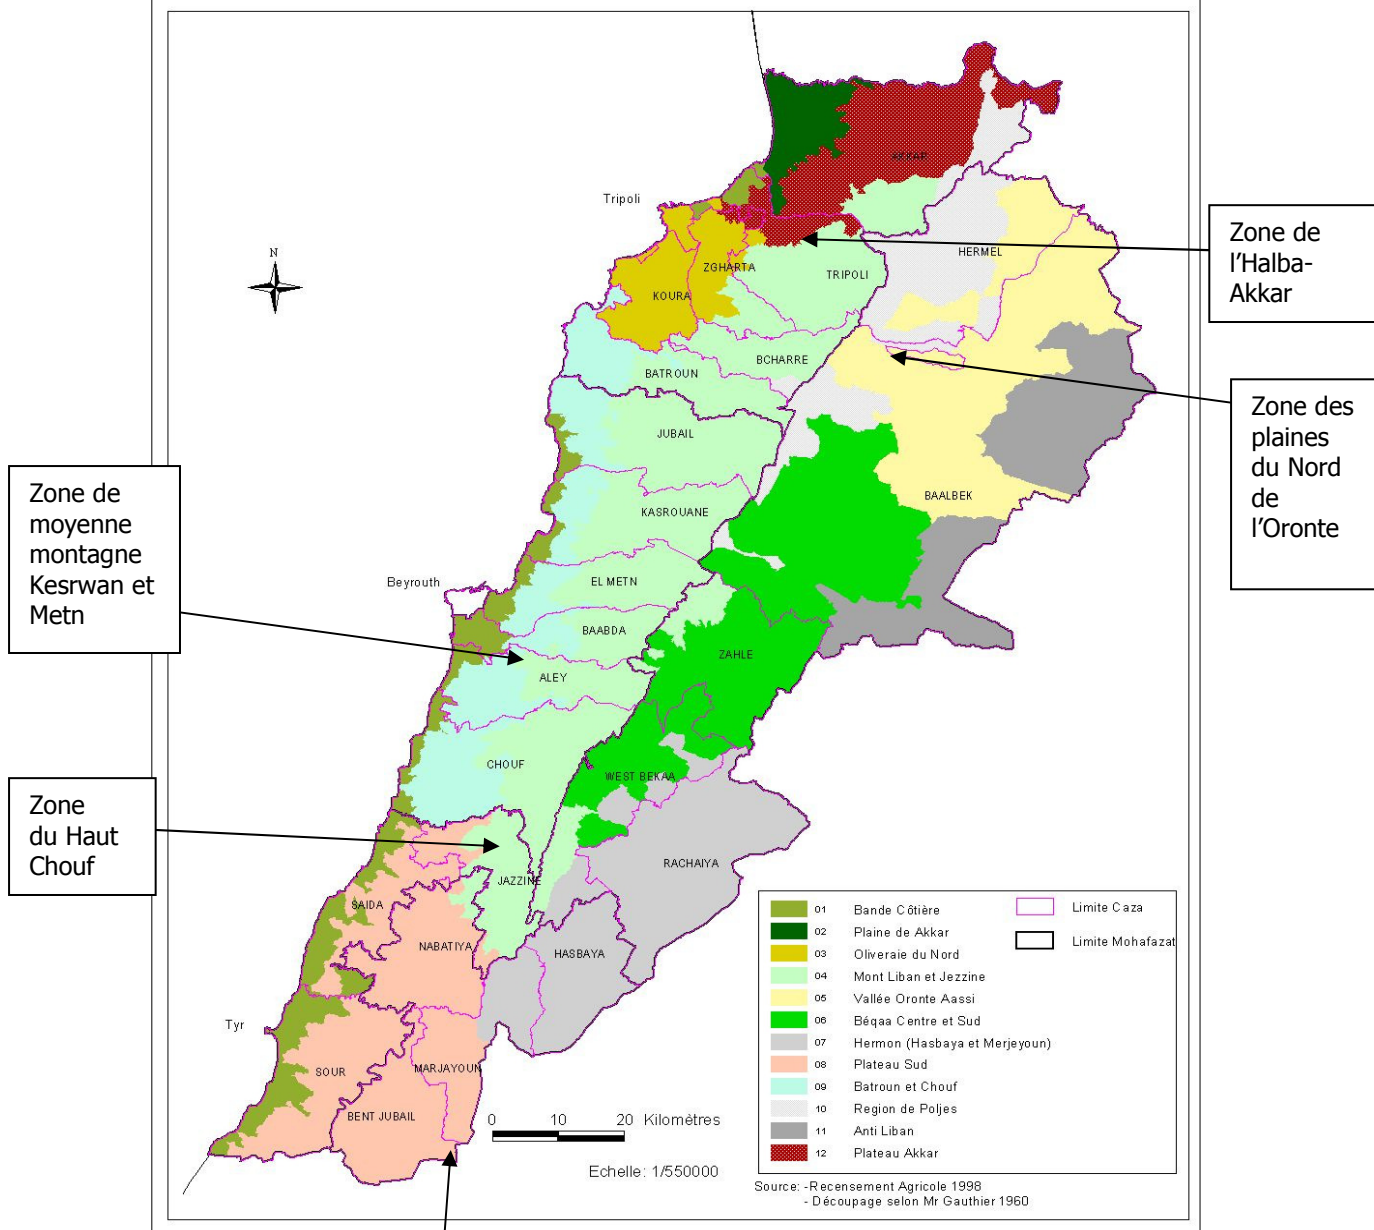 Tripoli
AKKAR
Zone de
l'Halba-
Akkar
N
ZGHARTA
TRIPOLI
HERMEL
KOURA
BCHARRE
BATROUN
Zone des
plaines
du Nord
de
l'Oronte
JUBAIL
Zone de
moyenne
montagne
Kesrwan et
Metn
KASROUANE
BAALBEK
Beyrouth
EL METN
BAABDA
ZAHLE
ALEY
CHOUF
WEST BEKAA
Zone
du Haut
Chouf
RACHAIYA
JAZZINE
SAIDA
NABATIYA
HASBAYA
Tyr
SOUR
MARJAYOUN
BENT JUBAIL
01 Bande Côtière
02 Plaine de Akkar
03 Oliveraie du Nord
04 Mont Liban et Jezzine
05 Vallée Oronte Aassi
06 Béqaa Centre et Sud
07 Hermon (Hasbaya et Merjeyoun)
08 Plateau Sud
09 Batroun et Chouf
10 Region de Poljes
11 Anti Liban
12 Plateau Akkar
Limite Caza
Limite Mohafazat
0 10 20 Kilomètres
Echelle: 1/550000
Source: -Recensement Agricole 1998
- Découpage selon Mr Gauthier 1960